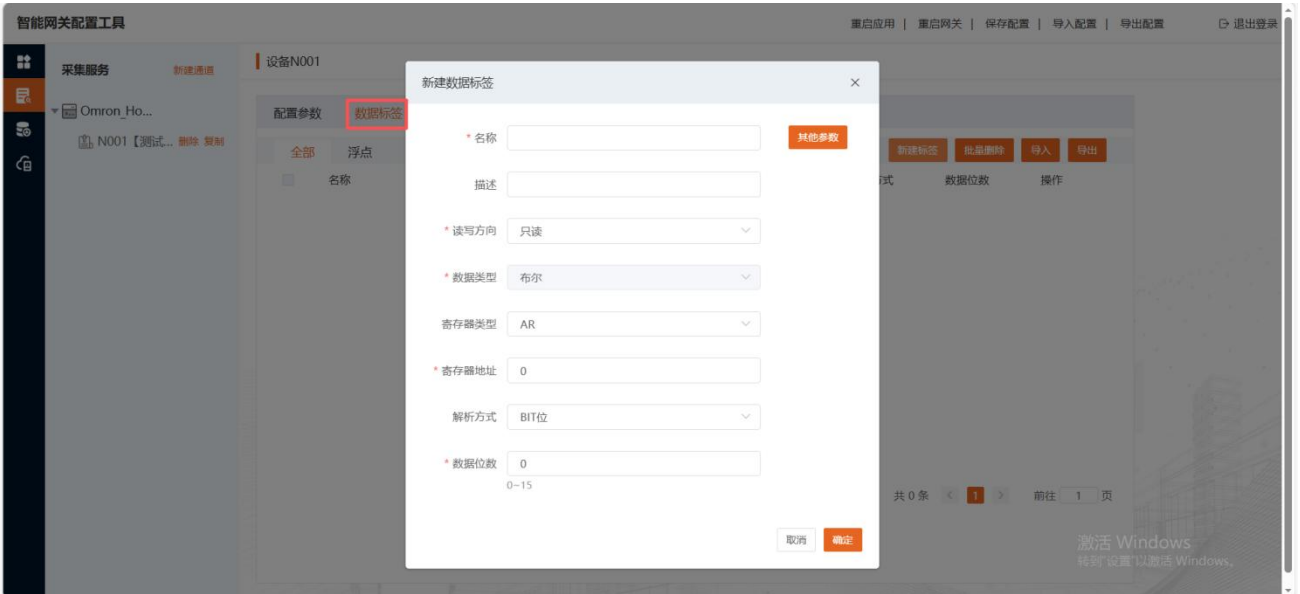 智能网关配置工具
重启应用 | 重启网关 | 保存配置 | 导入配置 | 导出配置 退出登录
采集服务 新建通道
设备N001
Omron_Ho...
N001【测试... 删除 复制
配置参数 数据标签
全部 浮点
新建标签 批量删除 导入 导出
名称 方式 数据位数 操作
新建数据标签 ×
* 名称 其他参数
描述
* 读写方向 只读
* 数据类型 布尔
寄存器类型 AR
* 寄存器地址 0
解析方式 BIT位
* 数据位数 0
0~15
取消 确定
共 0 条 < 1 > 前往 1 页
激活 Windows
转到"设置"以激活 Windows。